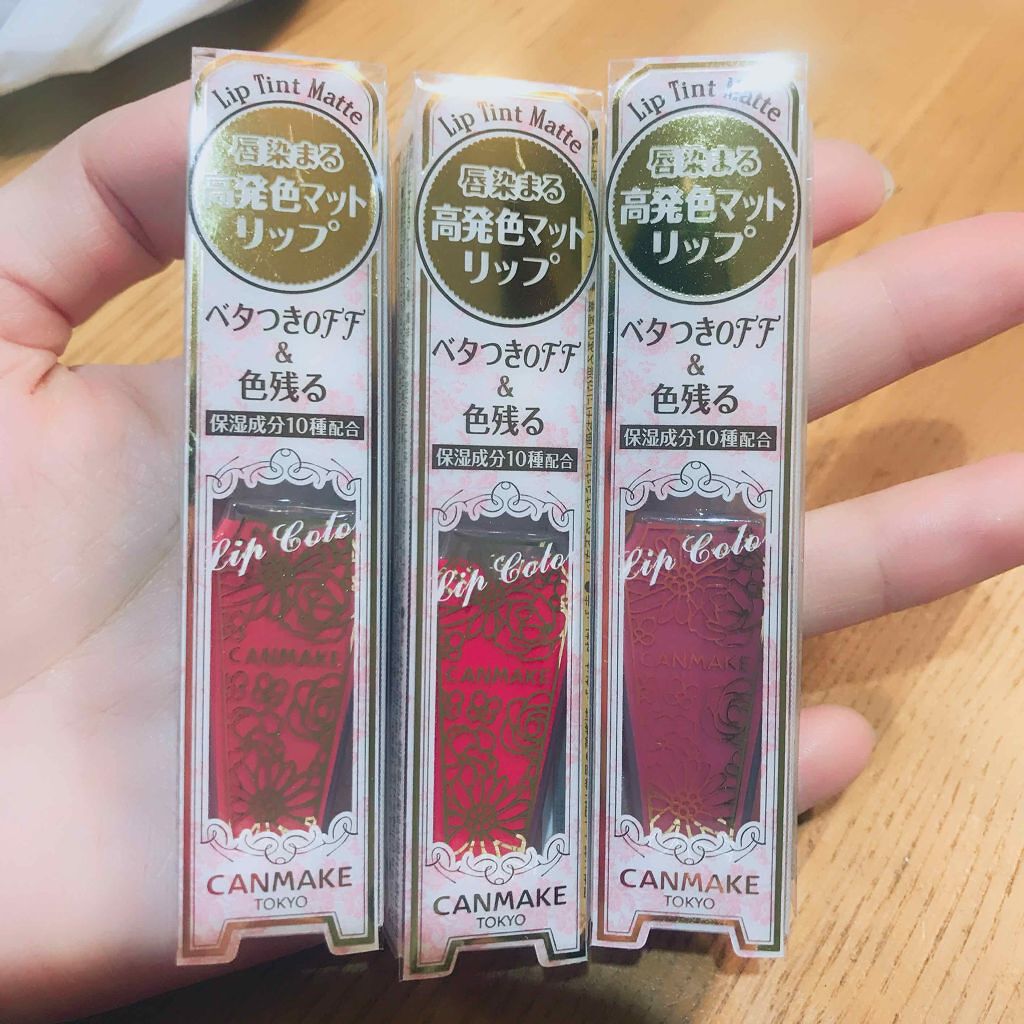 Lip Tint Matte
唇染まる
高発色マット
リップ
ベタつきOFF
&
色残る
保湿成分10種配合
Lip Colo
CANMAKE
CANMAKE
TOKYO
Lip Tint Matte
唇染まる
高発色マット
リップ
ベタつきOFF
&
色残る
保湿成分10種配合
Lip Colo
CANMAKE
CANMAKE
TOKYO
Lip Tint Matte
唇染まる
高発色マット
リップ
ベタつきOFF
&
色残る
保湿成分10種配合
Lip Colo
CANMAKE
CANMAKE
TOKYO